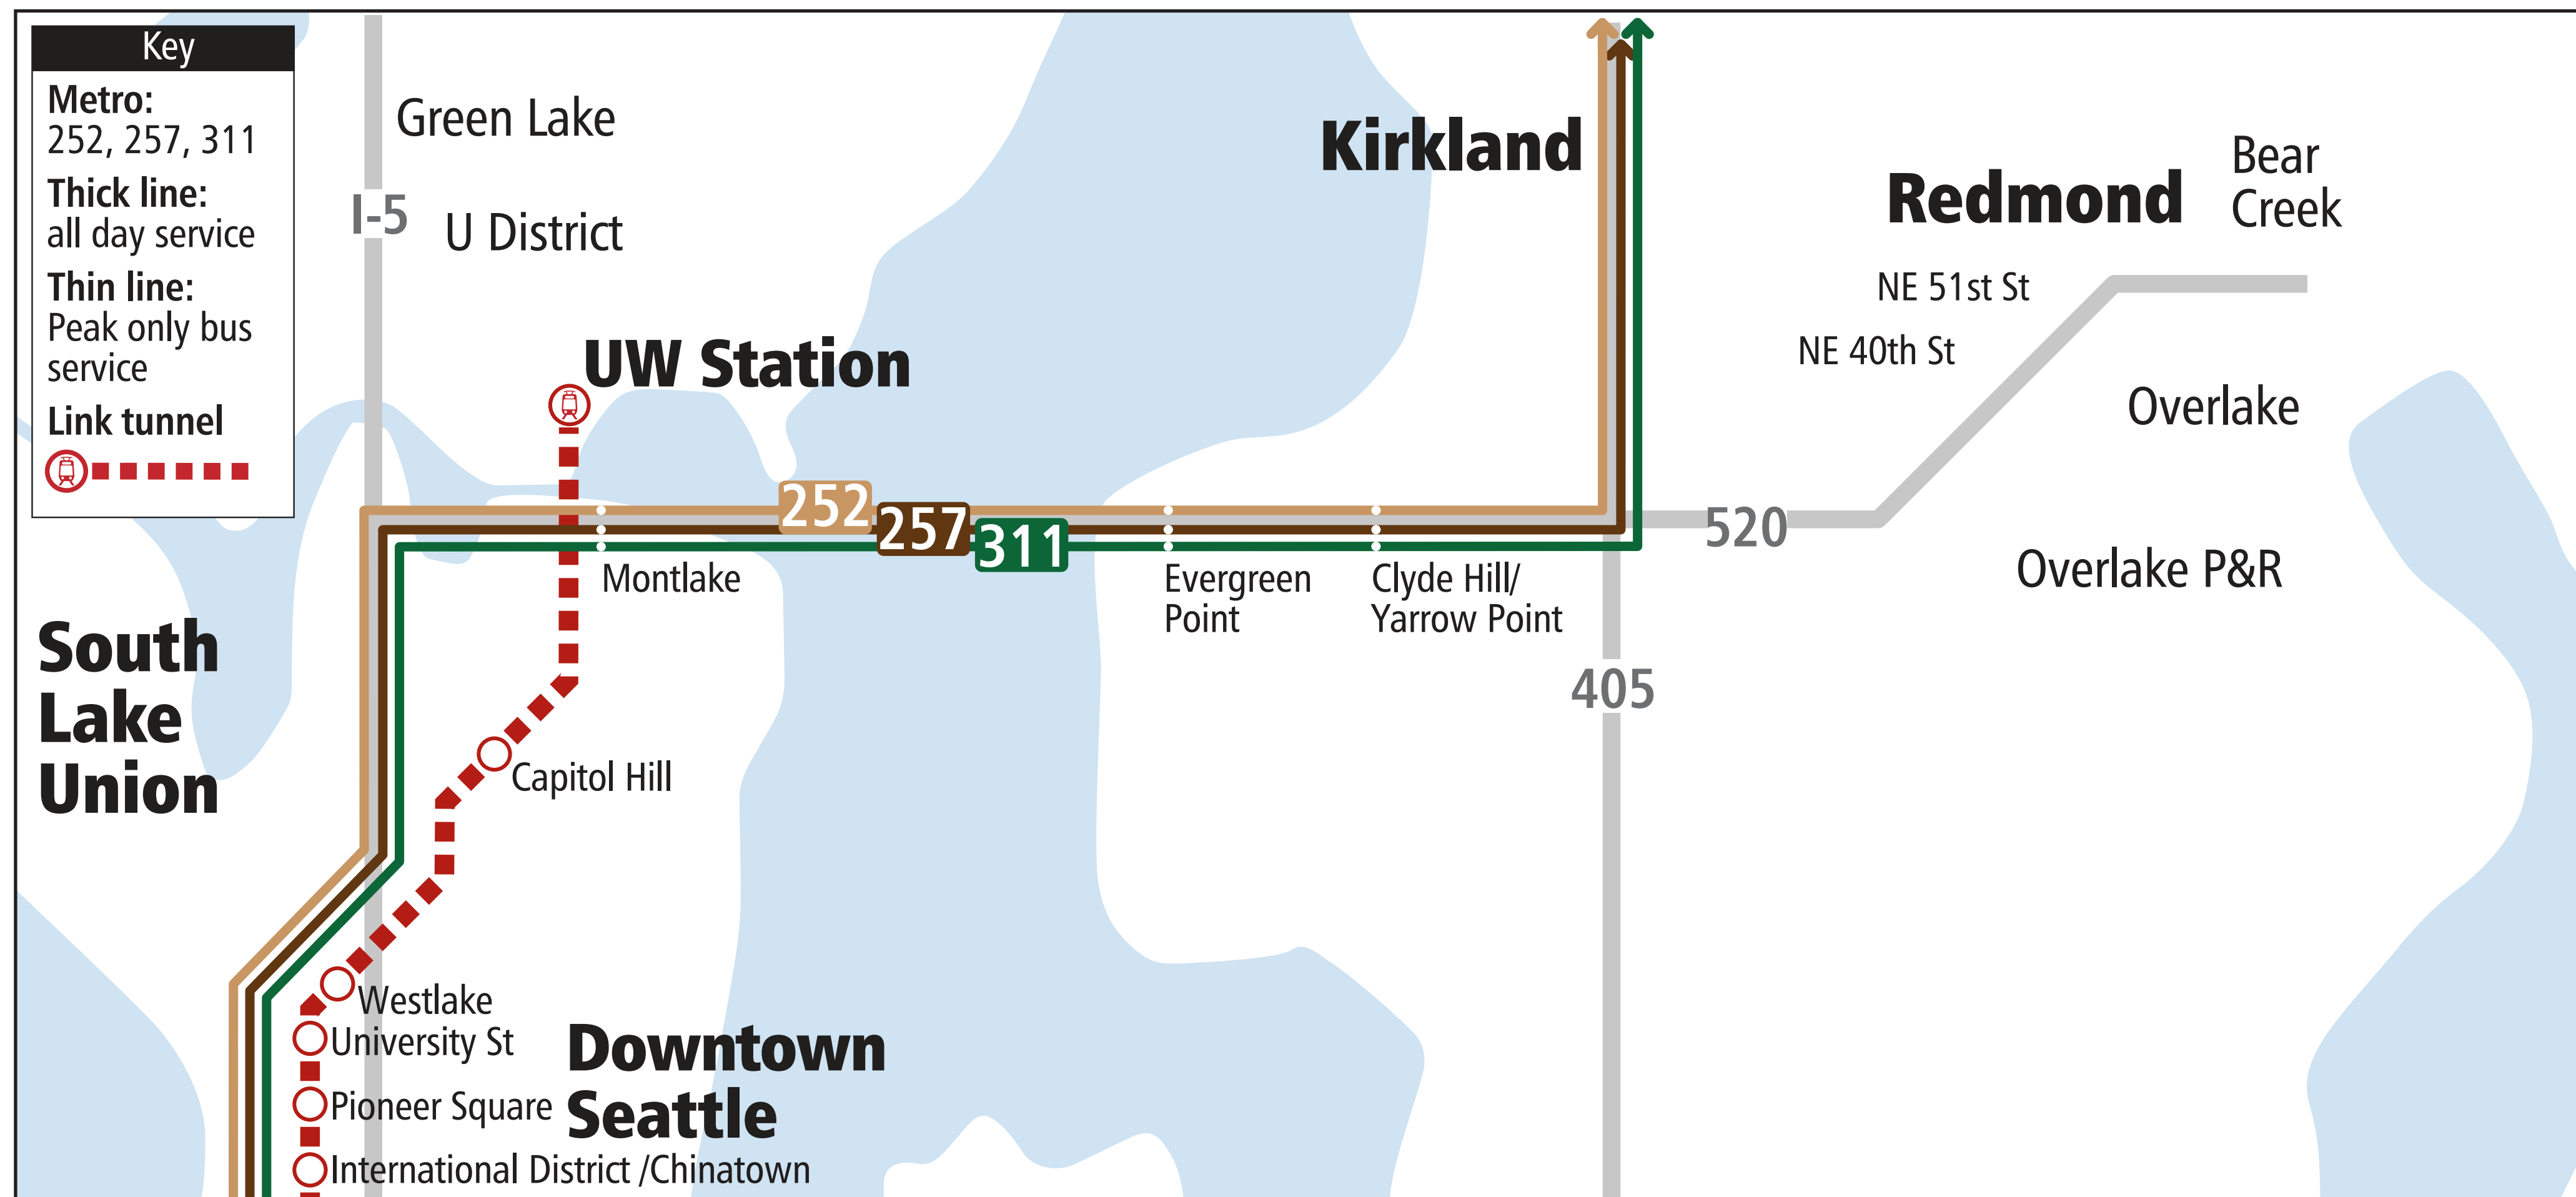 Key
Metro:
252, 257, 311
Thick line:
all day service
Thin line:
Peak only bus
service
Link tunnel
Green Lake
I-5
U District
UW Station
Kirkland
Redmond
Bear
Creek
NE 51st St
NE 40th St
Overlake
252
257
311
520
Montlake
Evergreen
Point
Clyde Hill/
Yarrow Point
Overlake P&R
405
South
Lake
Union
Capitol Hill
Westlake
University St
Pioneer Square
International District /Chinatown
Downtown
Seattle